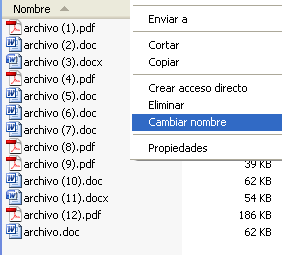 Nombre
archivo (1).pdf
archivo (2).doc
archivo (3).docx
archivo (4).pdf
archivo (5).doc
archivo (6).doc
archivo (7).doc
archivo (8).pdf
archivo (9).pdf
archivo (10).doc
archivo (11).docx
archivo (12).pdf
archivo.doc
Enviar a
Cortar
Copiar
Crear acceso directo
Eliminar
Cambiar nombre
Propiedades
39 KB
62 KB
54 KB
186 KB
62 KB